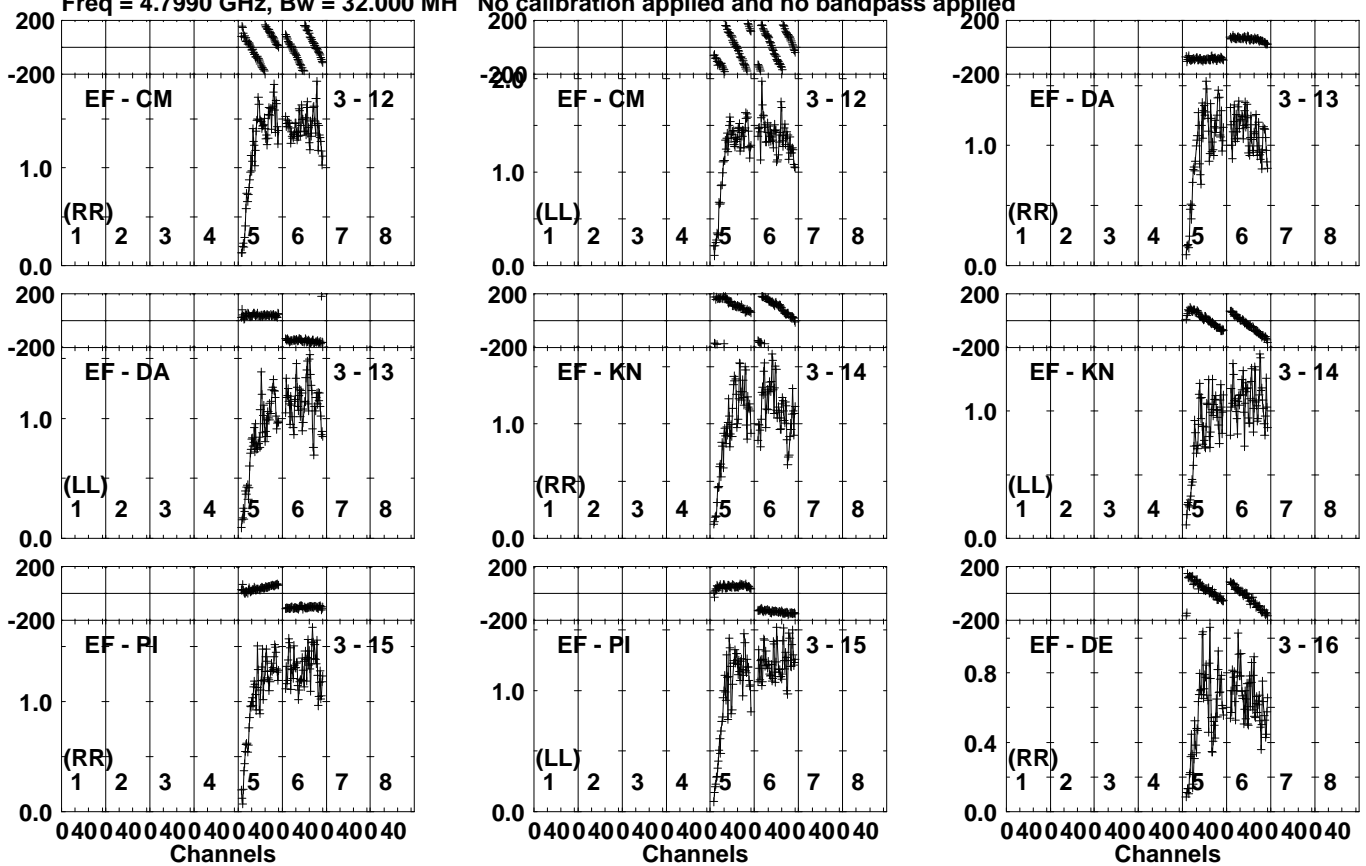 Freq = 4.7990 GHz, Bw = 32.000 MH No calibration applied and no bandpass applied
200
-200
EF - CM 3 - 12
1.0
(RR)
1 2 3 4 5 6 7 8
0.0
200
-200
2.0
EF - CM 3 - 12
1.0
(LL)
1 2 3 4 5 6 7 8
0.0
200
-200
EF - DA 3 - 13
1.0
(RR)
1 2 3 4 5 6 7 8
0.0
200
-200
EF - DA 3 - 13
1.0
(LL)
1 2 3 4 5 6 7 8
0.0
200
-200
EF - KN 3 - 14
1.0
(RR)
1 2 3 4 5 6 7 8
0.0
200
-200
EF - KN 3 - 14
1.0
(LL)
1 2 3 4 5 6 7 8
0.0
200
-200
EF - PI 3 - 15
1.0
(RR)
1 2 3 4 5 6 7 8
0.0
0 40 0 40 0 40 0 40 0 40 0 40 0 40 0 40
Channels
200
-200
EF - PI 3 - 15
1.0
(LL)
1 2 3 4 5 6 7 8
0.0
0 40 0 40 0 40 0 40 0 40 0 40 0 40 0 40
Channels
200
-200
EF - DE 3 - 16
0.8
0.4
(RR)
1 2 3 4 5 6 7 8
0.0
0 40 0 40 0 40 0 40 0 40 0 40 0 40 0 40
Channels